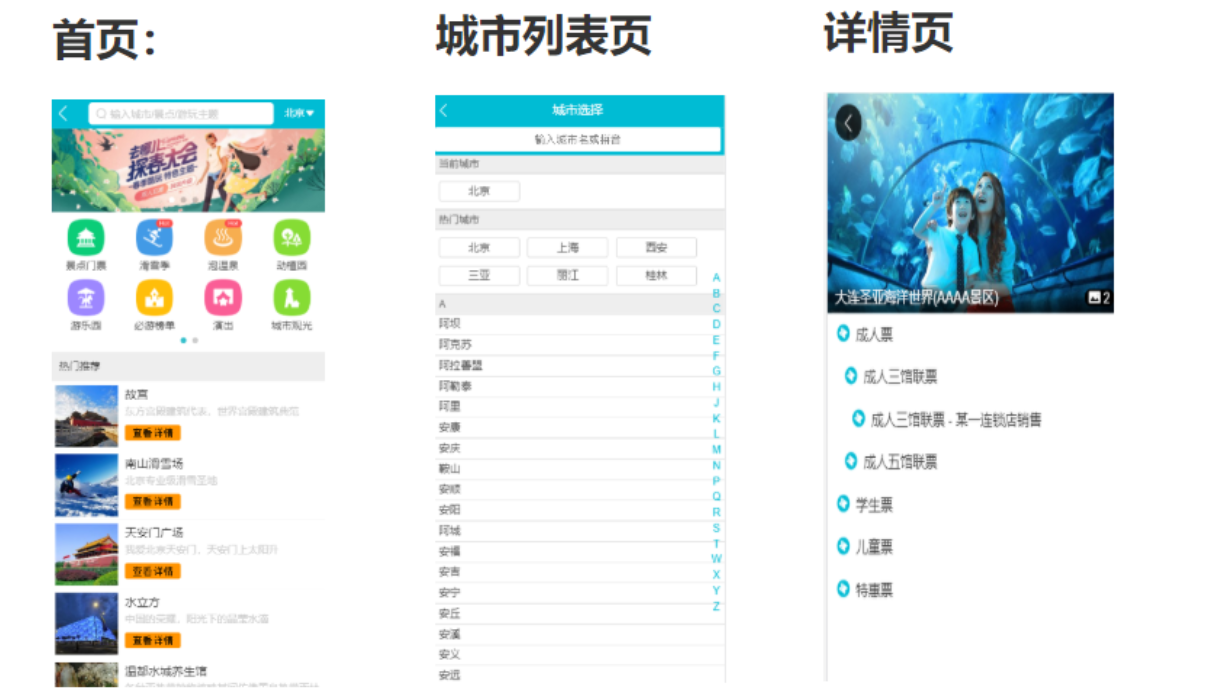 首页：
输入城市/景点/游玩主题
北京
去哪儿
探春大会
景点门票
滑雪季
泡温泉
动植园
游乐园
必游榜单
演出
城市观光
热门推荐
故宫
东方宫殿建筑代表，世界宫殿建筑典范
查看详情
南山滑雪场
北京专业级滑雪圣地
查看详情
天安门广场
我爱北京天安门，天安门上太阳升
查看详情
水立方
中国的荣耀，阳光下的晶莹水滴
查看详情
温都水城养生馆
城市列表页
城市选择
输入城市名或拼音
当前城市
北京
热门城市
北京 上海 西安
三亚 丽江 桂林
A
阿坝
阿克苏
阿拉善盟
阿勒泰
阿里
安康
安庆
鞍山
安顺
安阳
阿城
安福
安吉
安宁
安丘
安溪
安义
安远
A
B
C
D
E
F
G
H
J
K
L
M
N
P
Q
R
S
T
W
X
Y
Z
详情页
大连圣亚海洋世界(AAAA景区)
2
成人票
成人三馆联票
成人三馆联票 - 某一连锁店销售
成人五馆联票
学生票
儿童票
特惠票